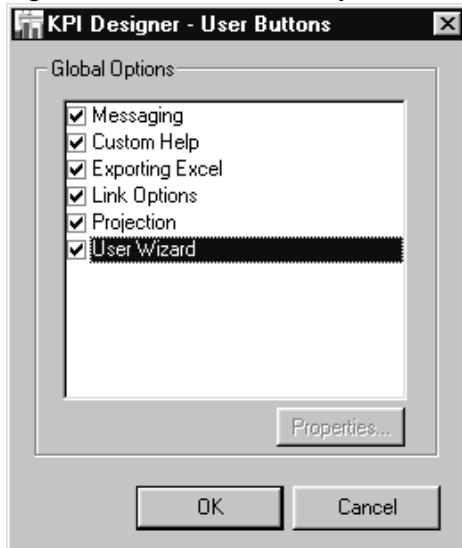 KPI Designer - User Buttons
Global Options
Messaging
Custom Help
Exporting Excel
Link Options
Projection
User Wizard
Properties...
OK
Cancel